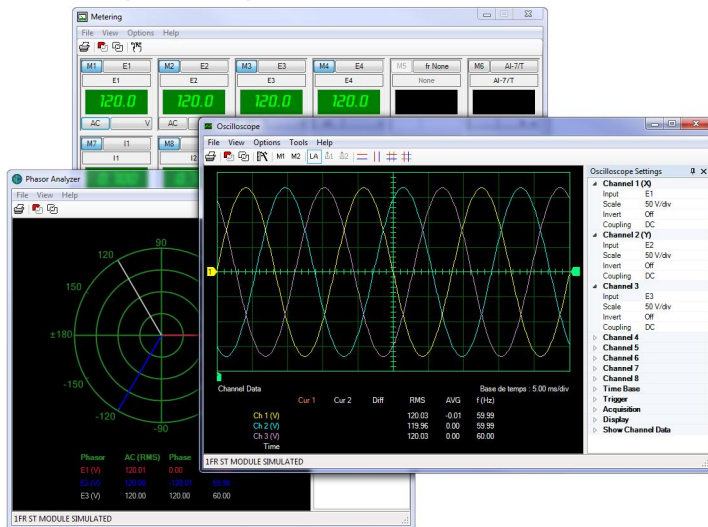 Metering
File View Options Help
M1 E1 M2 E2 M3 E3 M4 E4 M5 fr None M6 AI-7/T
E1 E2 E3 E4 None AI-7/T
120.0 120.0 120.0 120.0
AC V AC
M7 I1 M8
I1 I2
Oscilloscope
File View Options Tools Help
M1 M2 LA
Oscilloscope Settings
Channel 1 (X)
Input E1
Scale 50 V/div
Invert Off
Coupling DC
Channel 2 (Y)
Input E2
Scale 50 V/div
Invert Off
Coupling DC
Channel 3
Input E3
Scale 50 V/div
Invert Off
Coupling DC
Channel 4
Channel 5
Channel 6
Channel 7
Channel 8
Time Base
Trigger
Acquisition
Display
Show Channel Data
1
Channel Data Base de temps : 5.00 ms/div
Cur 1 Cur 2 Diff RMS AVG f (Hz)
Ch 1 (V) 120.03 -0.01 59.99
Ch 2 (V) 119.96 0.00 59.99
Ch 3 (V) 120.03 0.00 60.00
Time
1FR ST MODULE SIMULATED
Phasor Analyzer
File View Help
90
120
150
±180
-150
-120
-90
Phasor AC (RMS) Phase
E1 (V) 120.01 0.00
E2 (V) 120.00 -120.01 59.98
E3 (V) 120.00 120.00 60.00
1FR ST MODULE SIMULATED